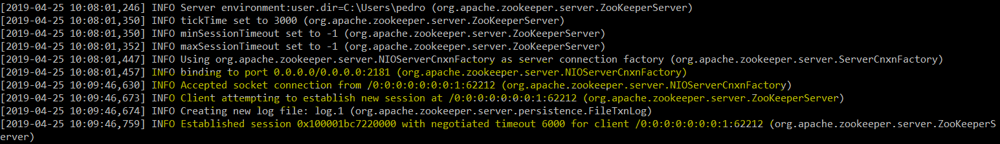 [2019-04-25 10:08:01,246] INFO Server environment:user.dir=C:\Users\pedro (org.apache.zookeeper.server.ZooKeeperServer)
[2019-04-25 10:08:01,350] INFO tickTime set to 3000 (org.apache.zookeeper.server.ZooKeeperServer)
[2019-04-25 10:08:01,350] INFO minSessionTimeout set to -1 (org.apache.zookeeper.server.ZooKeeperServer)
[2019-04-25 10:08:01,352] INFO maxSessionTimeout set to -1 (org.apache.zookeeper.server.ZooKeeperServer)
[2019-04-25 10:08:01,447] INFO Using org.apache.zookeeper.server.NIOServerCnxnFactory as server connection factory (org.apache.zookeeper.server.ServerCnxnFactory)
[2019-04-25 10:08:01,457] INFO binding to port 0.0.0.0/0.0.0.0:2181 (org.apache.zookeeper.server.NIOServerCnxnFactory)
[2019-04-25 10:09:46,630] INFO Accepted socket connection from /0:0:0:0:0:0:0:1:62212 (org.apache.zookeeper.server.NIOServerCnxnFactory)
[2019-04-25 10:09:46,673] INFO Client attempting to establish new session at /0:0:0:0:0:0:0:1:62212 (org.apache.zookeeper.server.ZooKeeperServer)
[2019-04-25 10:09:46,674] INFO Creating new log file: log.1 (org.apache.zookeeper.server.persistence.FileTxnLog)
[2019-04-25 10:09:46,759] INFO Established session 0x100001bc7220000 with negotiated timeout 6000 for client /0:0:0:0:0:0:0:1:62212 (org.apache.zookeeper.server.ZooKeeperS
erver)